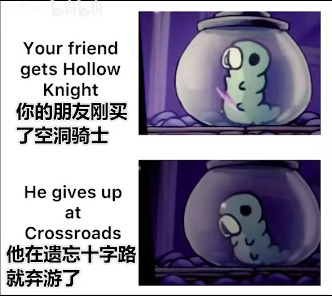 Your friend
gets Hollow
Knight
你的朋友刚买
了空洞骑士
He gives up
at
Crossroads
他在遗忘十字路
就弃游了